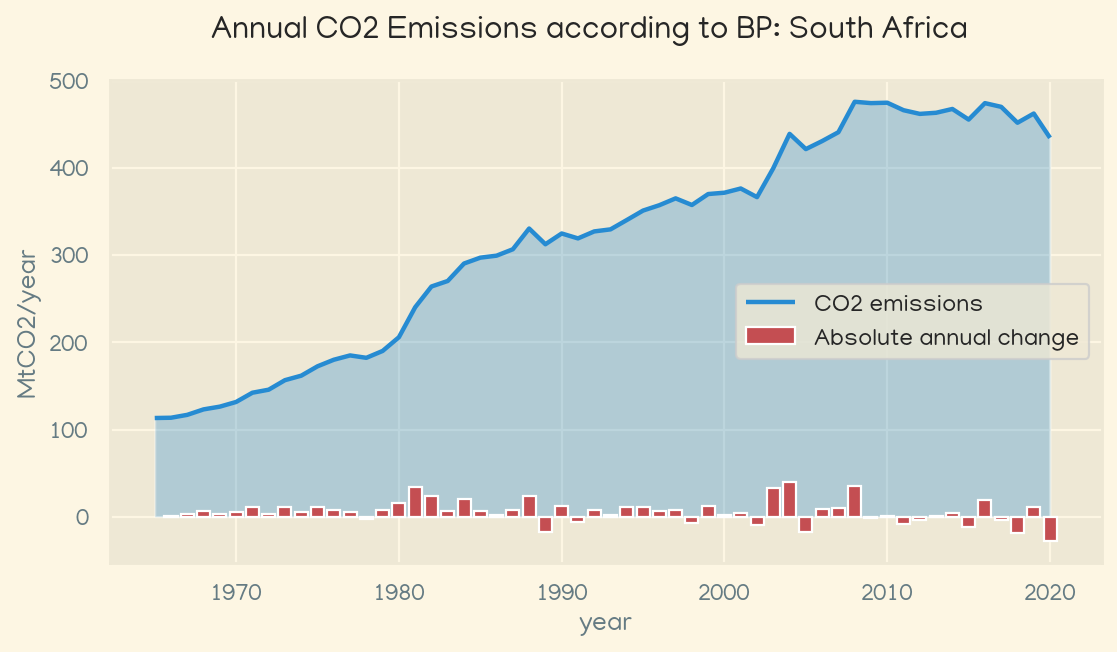 Annual CO2 Emissions according to BP: South Africa
500
400
300
200
100
0
MtCO2/year
CO2 emissions
Absolute annual change
1970 1980 1990 2000 2010 2020
year